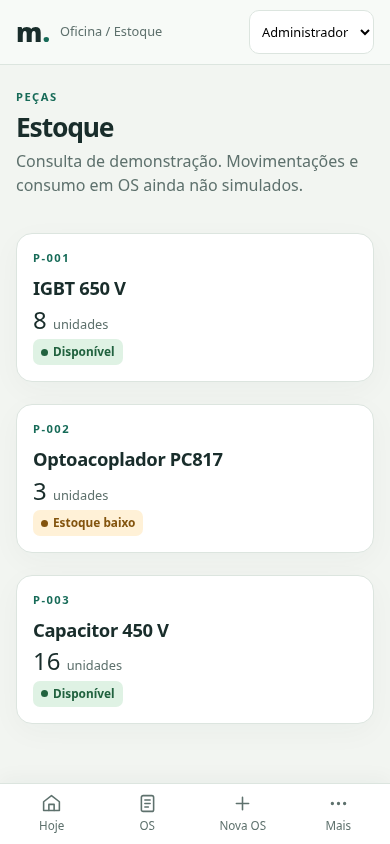 m. Oficina / Estoque Administrador
PEÇAS
Estoque
Consulta de demonstração. Movimentações e
consumo em OS ainda não simulados.
P-001
IGBT 650 V
8 unidades
Disponível
P-002
Optoacoplador PC817
3 unidades
Estoque baixo
P-003
Capacitor 450 V
16 unidades
Disponível
Hoje OS Nova OS Mais